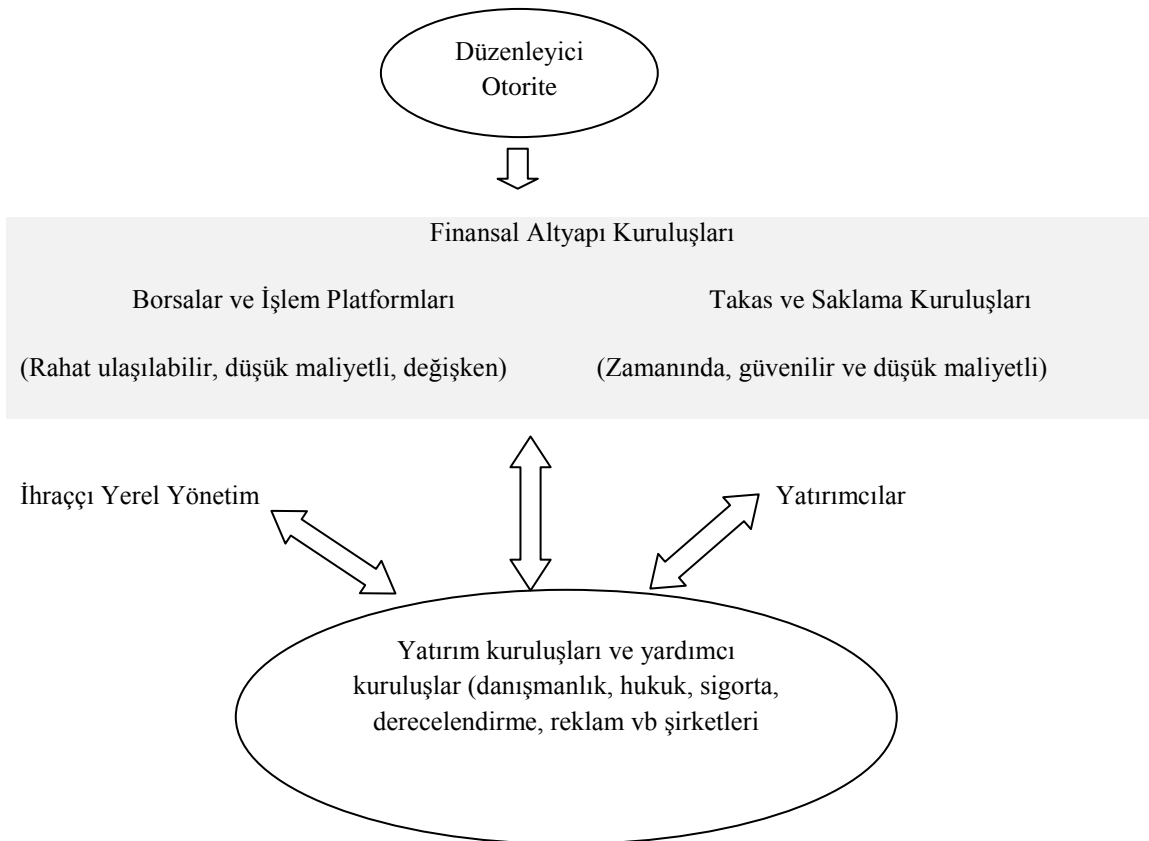 Düzenleyici
Otorite
Finansal Altyapı Kuruluşları
Borsalar ve İşlem Platformları
Takas ve Saklama Kuruluşları
(Rahat ulaşılabilir, düşük maliyetli, değişken)
(Zamanında, güvenilir ve düşük maliyetli)
İhraççı Yerel Yönetim
Yatırımcılar
Yatırım kuruluşları ve yardımcı
kuruluşlar (danışmanlık, hukuk, sigorta,
derecelendirme, reklam vb şirketleri